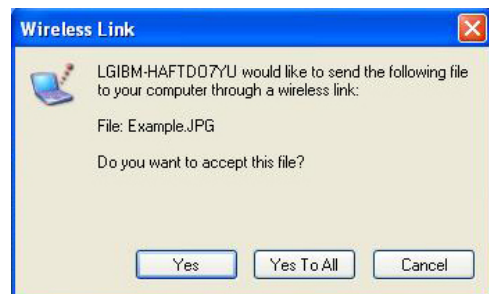 Wireless Link
LGIBM-HAFTDO7YU would like to send the following file
to your computer through a wireless link:
File: Example.JPG
Do you want to accept this file?
Yes
Yes To All
Cancel